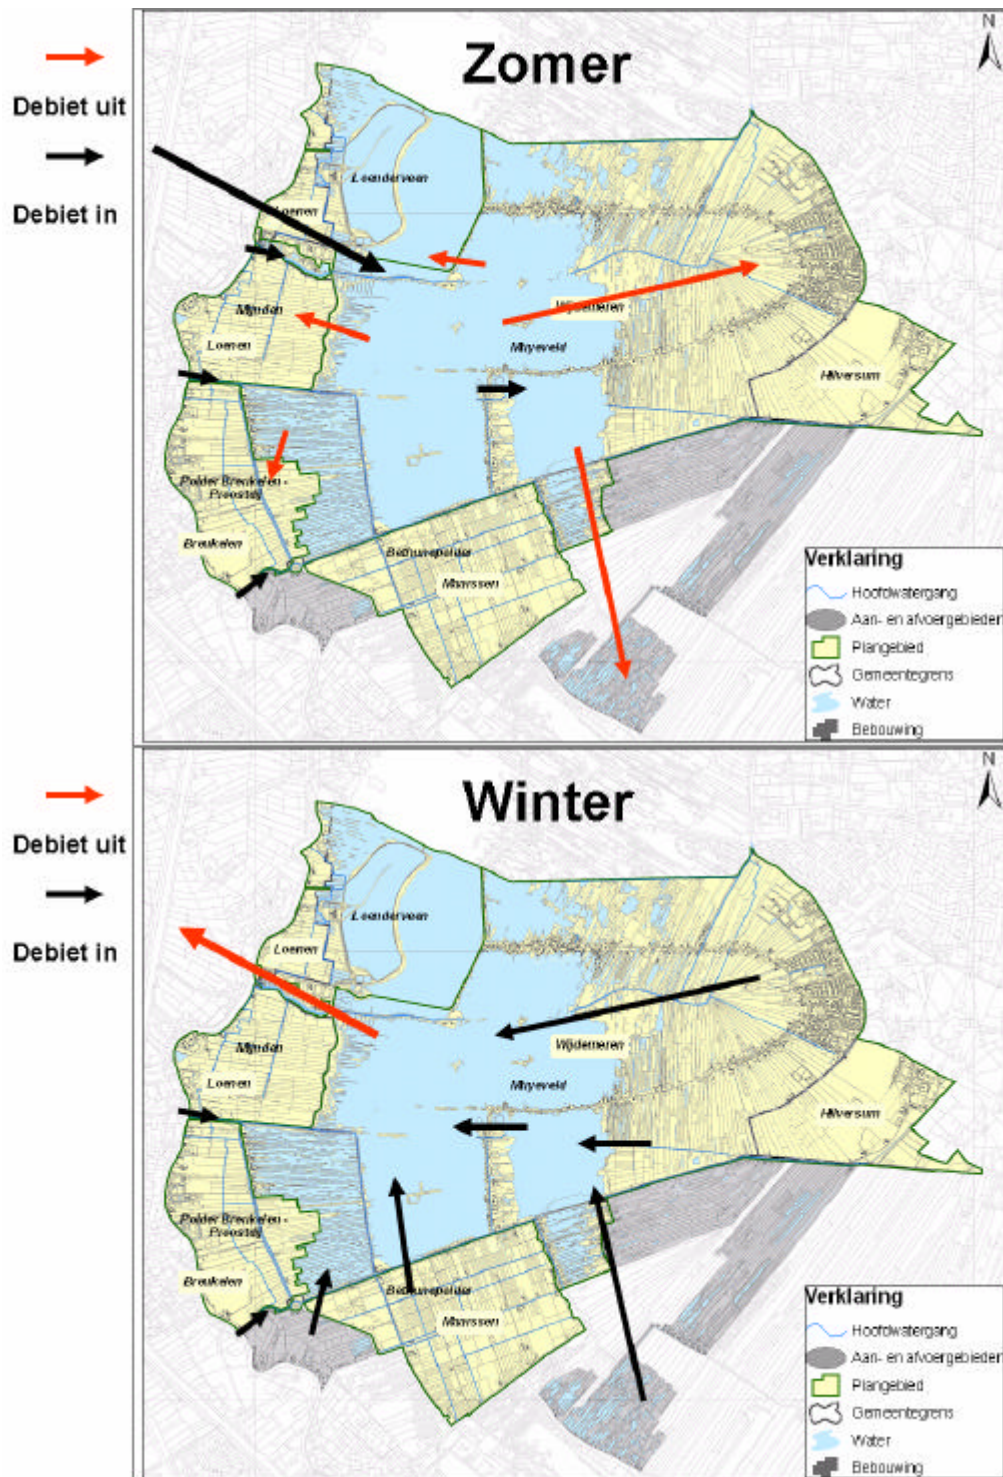 Zomer
N
Debiet uit
Debiet in
Loenderveen
Loenen
Mijnden
Loenen
Wijdemeren
Muyeveld
Hilversum
Polder Breukelen -
Proostdij
Breukelen
Bethunepolder
Maarssen
Verklaring
Hoofdwatergang
Aan- en afvoergebieden
Plangebied
Gemeentegrens
Water
Bebouwing
Winter
N
Debiet uit
Debiet in
Loenderveen
Loenen
Mijnden
Loenen
Wijdemeren
Muyeveld
Hilversum
Polder Breukelen -
Proostdij
Breukelen
Bethunepolder
Maarssen
Verklaring
Hoofdwatergang
Aan- en afvoergebieden
Plangebied
Gemeentegrens
Water
Bebouwing